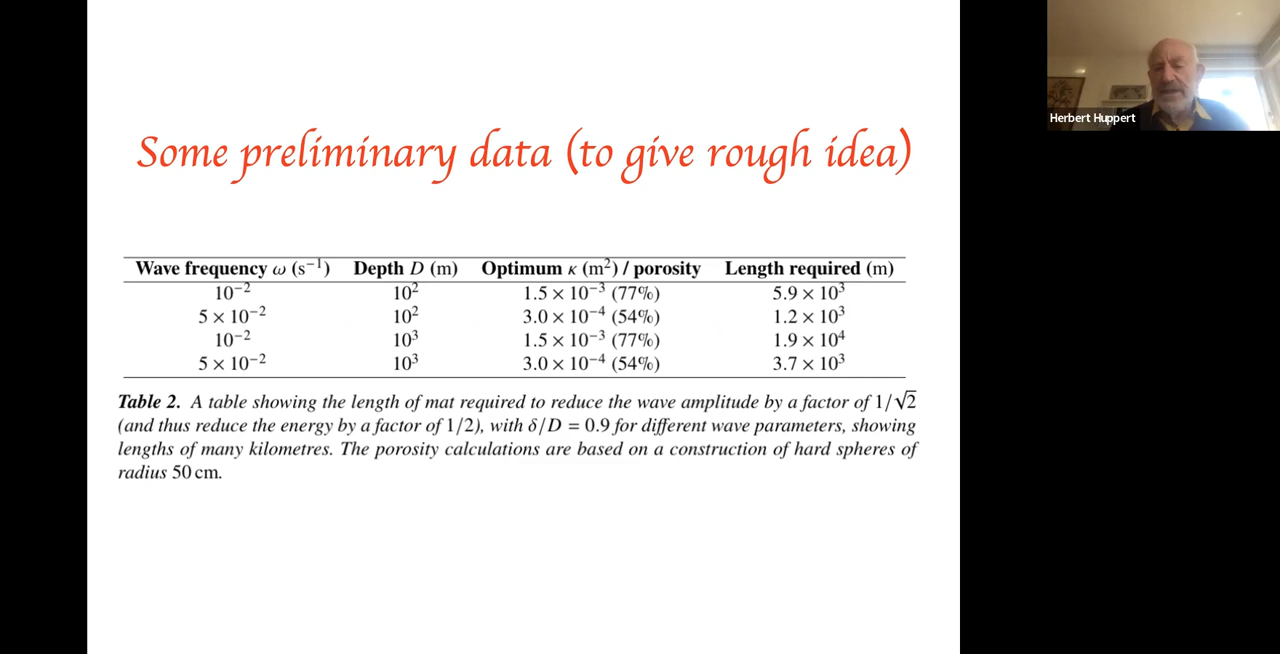 Some preliminary data (to give rough idea)
Herbert Huppert
Wave frequency ω (s⁻¹) Depth D (m) Optimum κ (m²) / porosity Length required (m)
10⁻² 10² 1.5 × 10⁻³ (77%) 5.9 × 10³
5 × 10⁻² 10² 3.0 × 10⁻⁴ (54%) 1.2 × 10³
10⁻² 10³ 1.5 × 10⁻³ (77%) 1.9 × 10⁴
5 × 10⁻² 10³ 3.0 × 10⁻⁴ (54%) 3.7 × 10³
Table 2. A table showing the length of mat required to reduce the wave amplitude by a factor of 1/√2
(and thus reduce the energy by a factor of 1/2), with δ/D = 0.9 for different wave parameters, showing
lengths of many kilometres. The porosity calculations are based on a construction of hard spheres of
radius 50 cm.